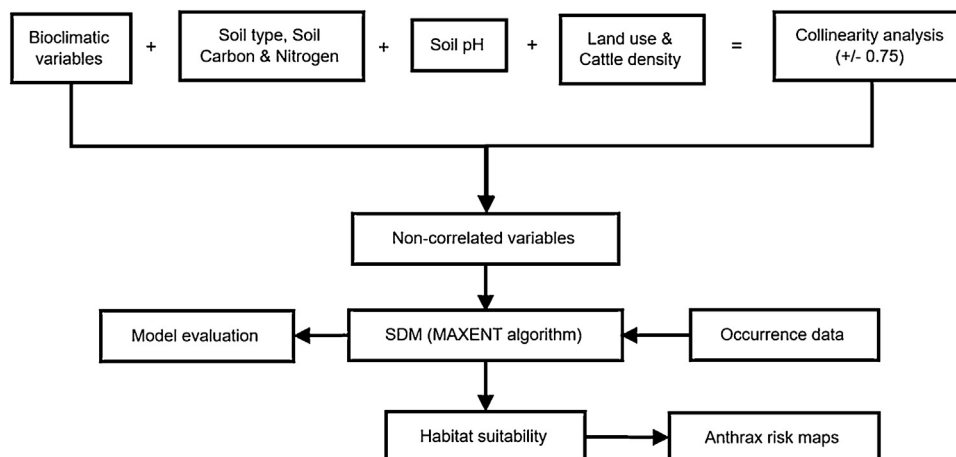 Bioclimatic
variables
+
Soil type, Soil
Carbon & Nitrogen
+
Soil pH
+
Land use &
Cattle density
=
Collinearity analysis
(+/- 0.75)
Non-correlated variables
Model evaluation
SDM (MAXENT algorithm)
Occurrence data
Habitat suitability
Anthrax risk maps